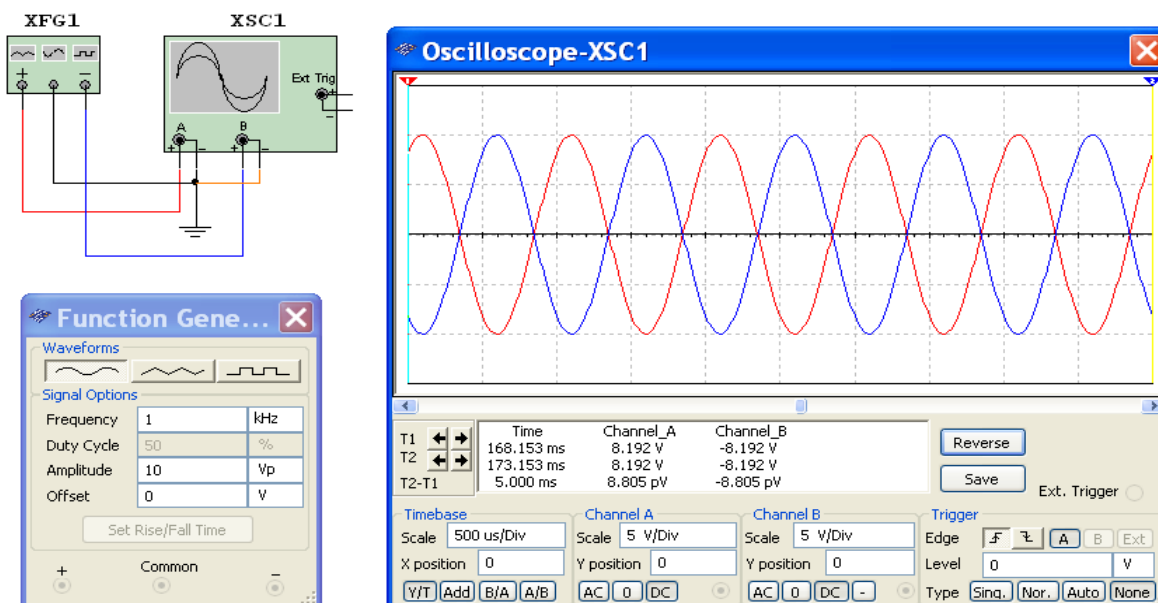 XFG1
XSC1
Ext Trig
+
−
A
B
+
−
+
−
+
−
Function Gene...
Waveforms
Signal Options
Frequency 1 kHz
Duty Cycle 50 %
Amplitude 10 Vp
Offset 0 V
Set Rise/Fall Time
+ Common −
Oscilloscope-XSC1
1 2
Time Channel_A Channel_B
T1 168.153 ms 8.192 V -8.192 V
T2 173.153 ms 8.192 V -8.192 V
T2-T1 5.000 ms 8.805 pV -8.805 pV
Reverse
Save
Ext. Trigger
Timebase
Scale 500 us/Div
X position 0
Y/T Add B/A A/B
Channel A
Scale 5 V/Div
Y position 0
AC 0 DC
Channel B
Scale 5 V/Div
Y position 0
AC 0 DC -
Trigger
Edge A B Ext
Level 0 V
Type Sing. Nor. Auto None